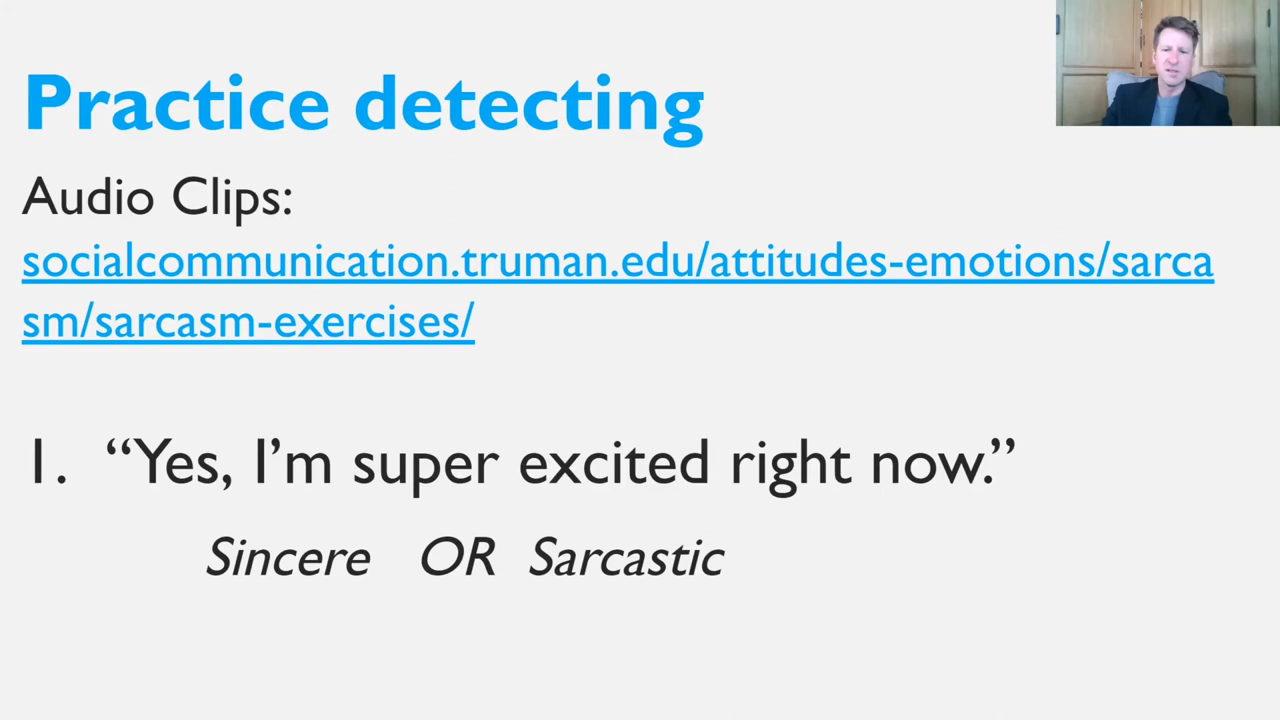 Practice detecting
Audio Clips:
socialcommunication.truman.edu/attitudes-emotions/sarca
sm/sarcasm-exercises/
1. “Yes, I’m super excited right now.”
Sincere OR Sarcastic